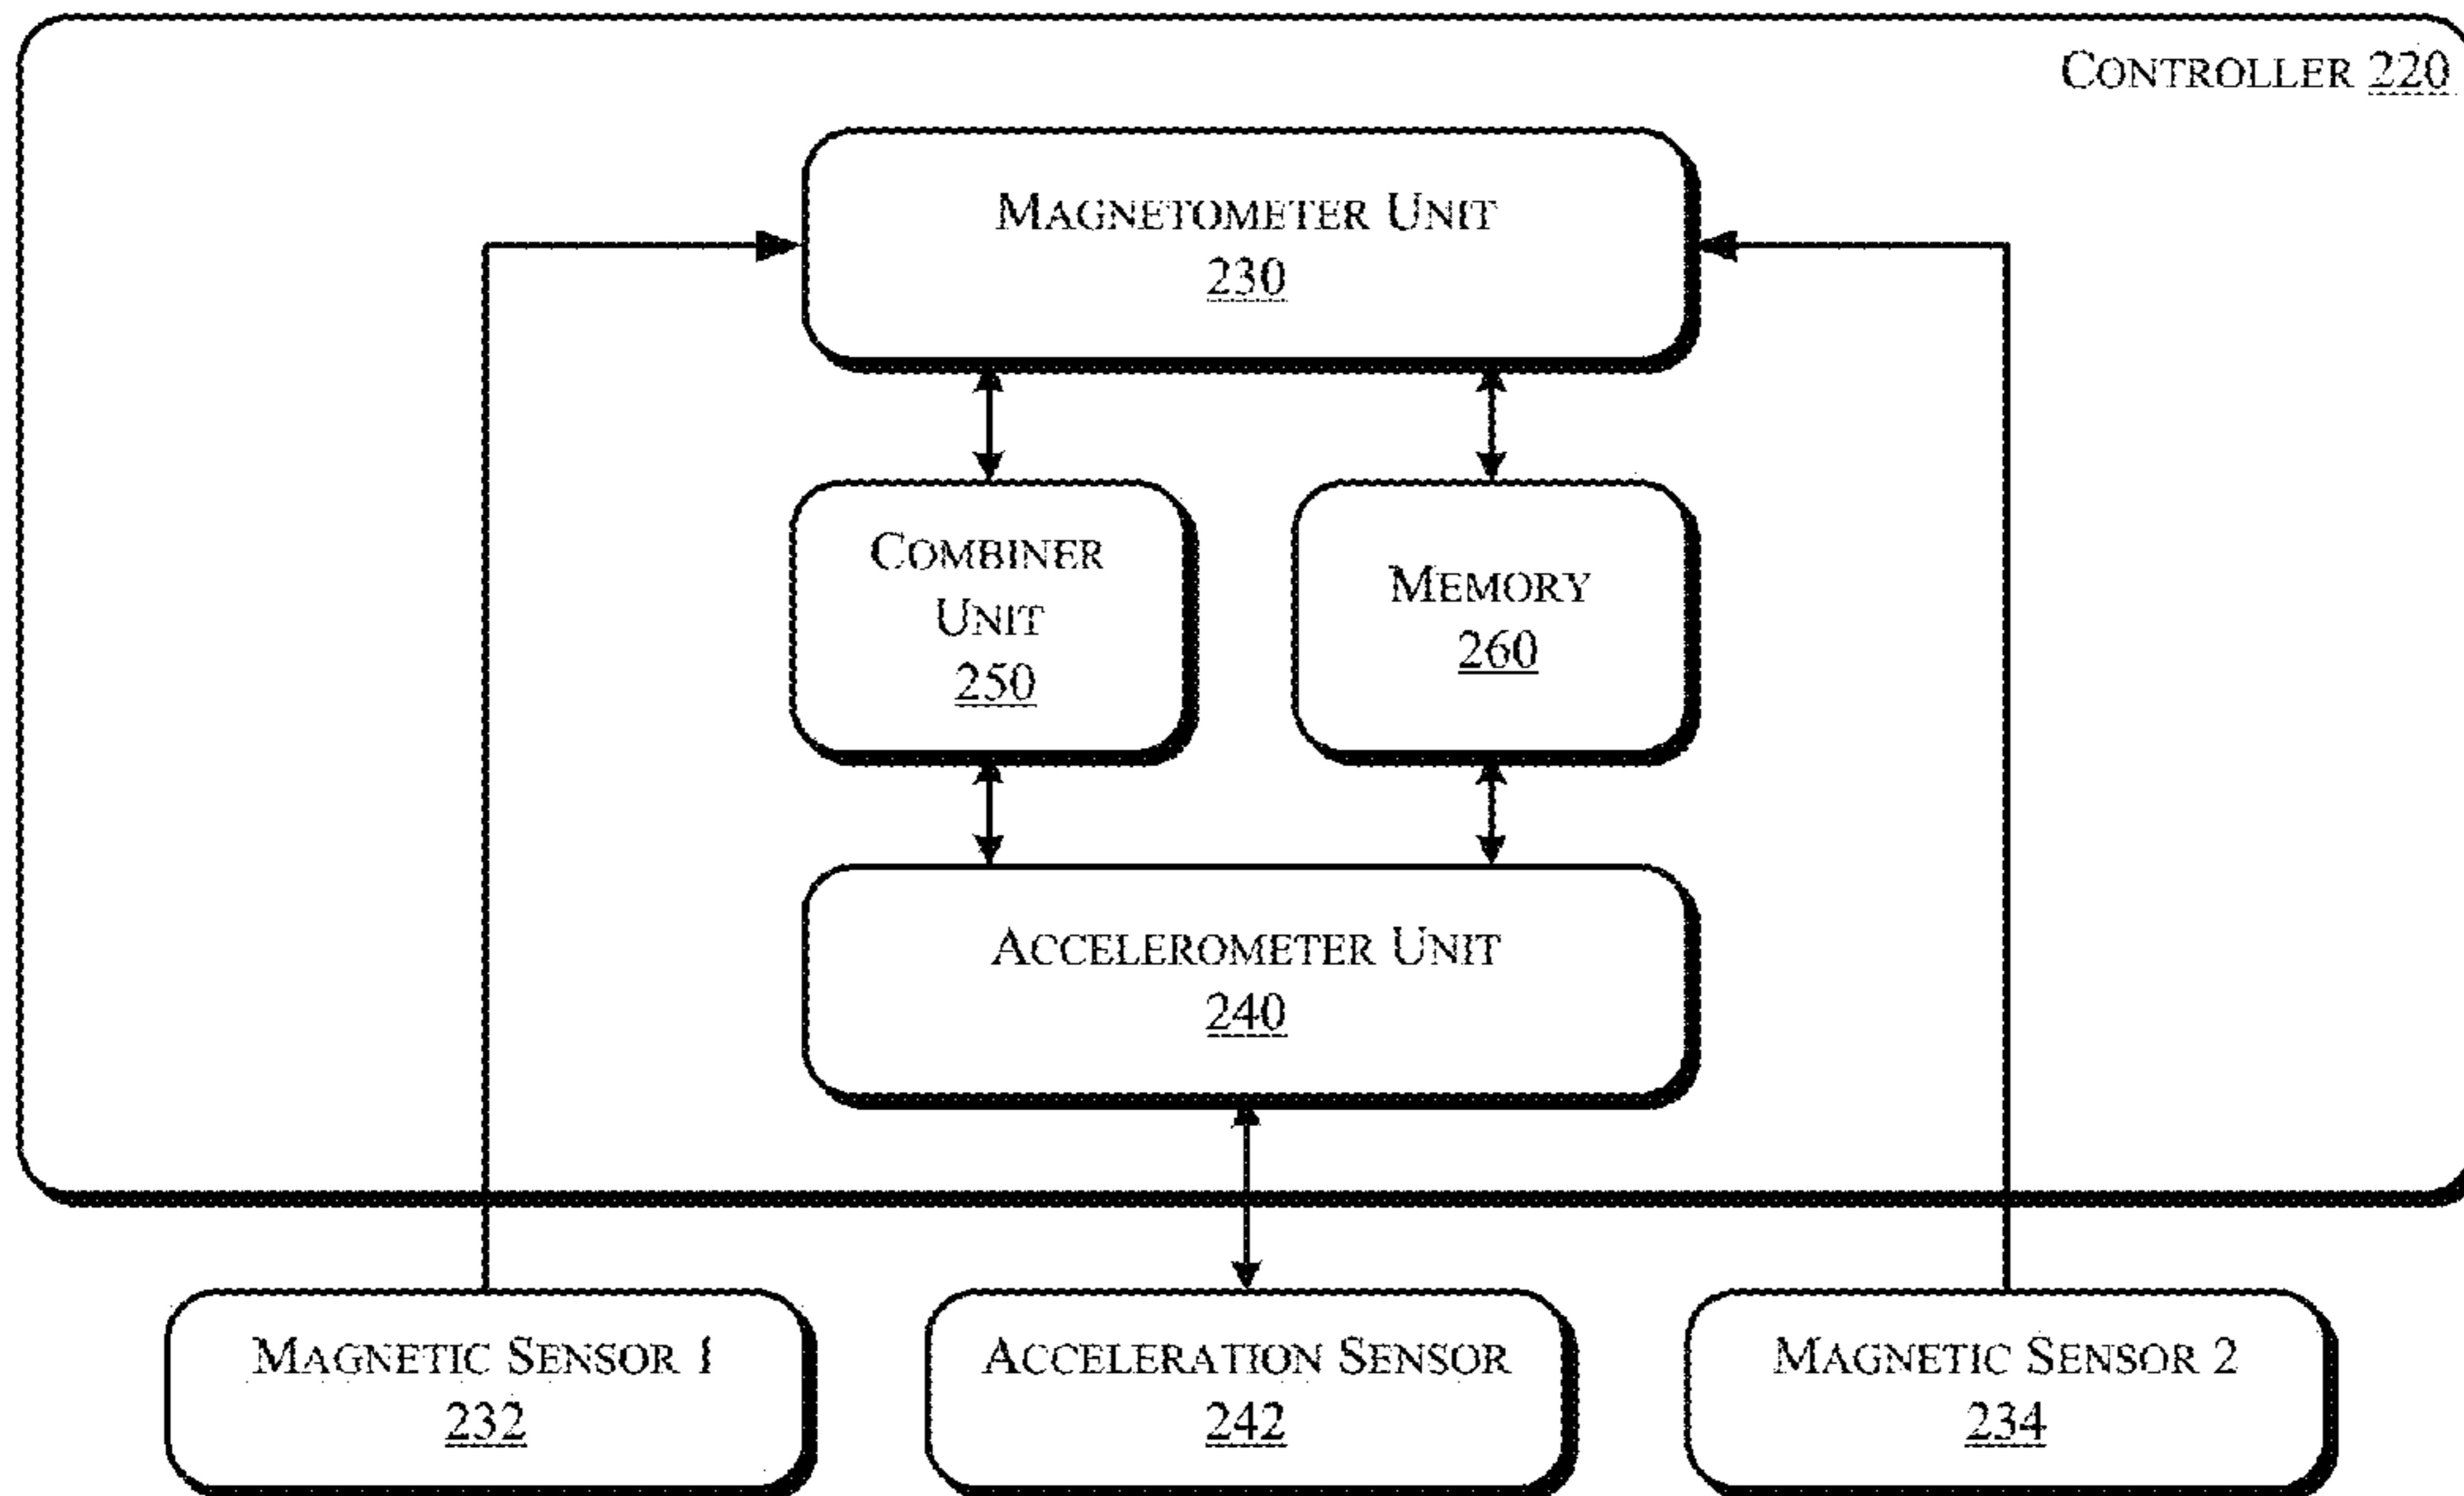 CONTROLLER 220
MAGNETOMETER UNIT
230
COMBINER
UNIT
250
MEMORY
260
ACCELEROMETER UNIT
240
MAGNETIC SENSOR 1
232
ACCELERATION SENSOR
242
MAGNETIC SENSOR 2
234